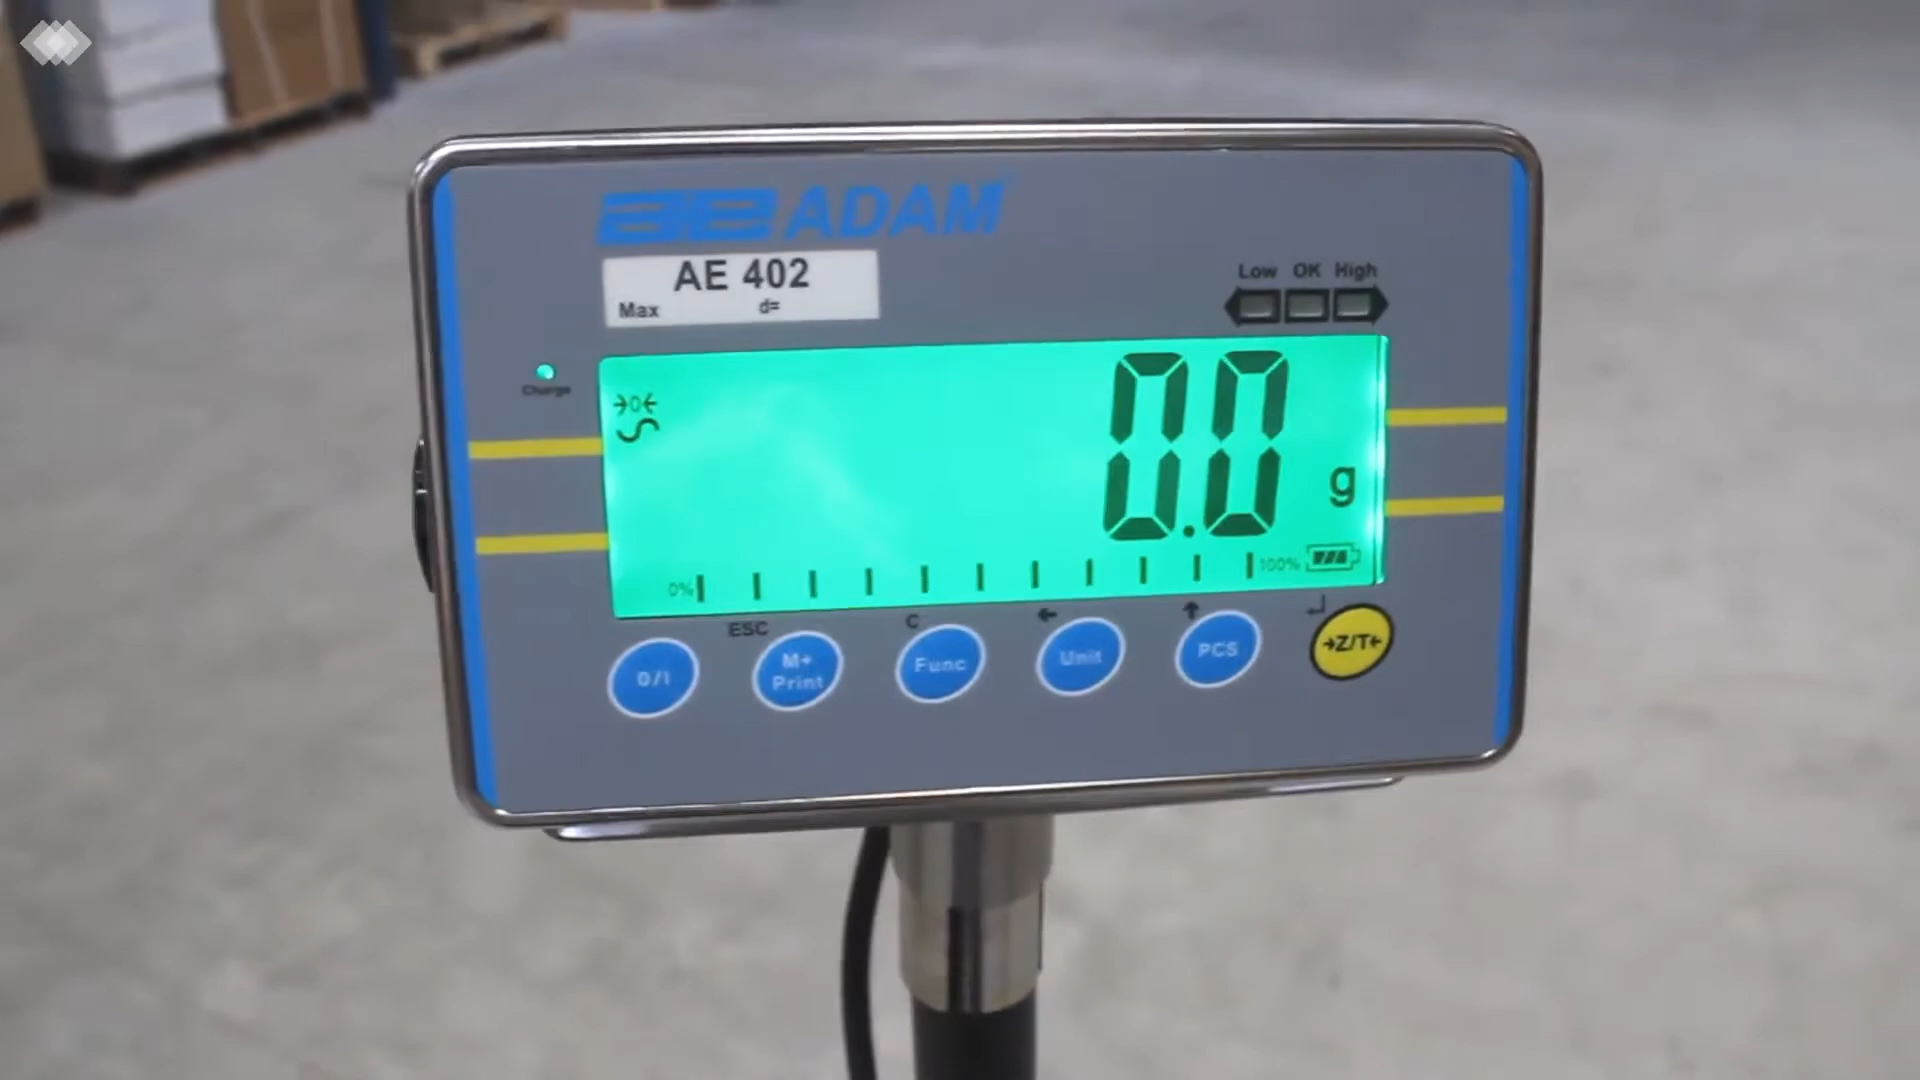 ADAM
AE 402
Max d=
Low OK High
Charge
→0←
0.0 g
0% 100%
ESC C ← ↑ ↵
O/I
M+
Print
Func
Unit
PCS
→Z/T←